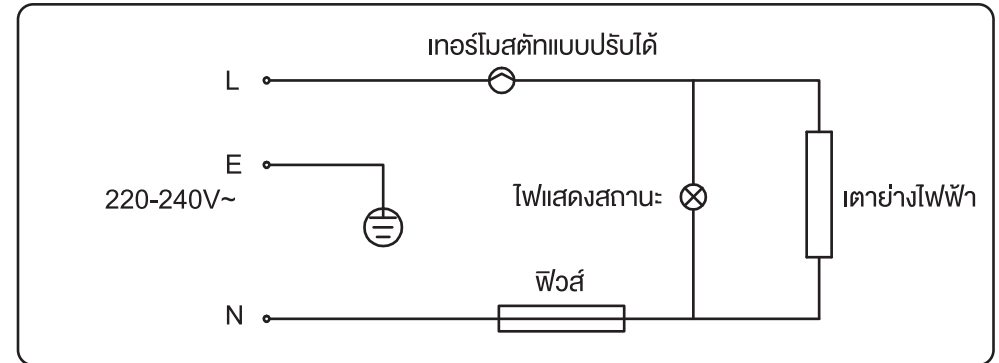 เทอร์โมสตัทแบบปรับได้
L
E
220-240V~
ไฟแสดงสถานะ
เตาย่างไฟฟ้า
ฟิวส์
N